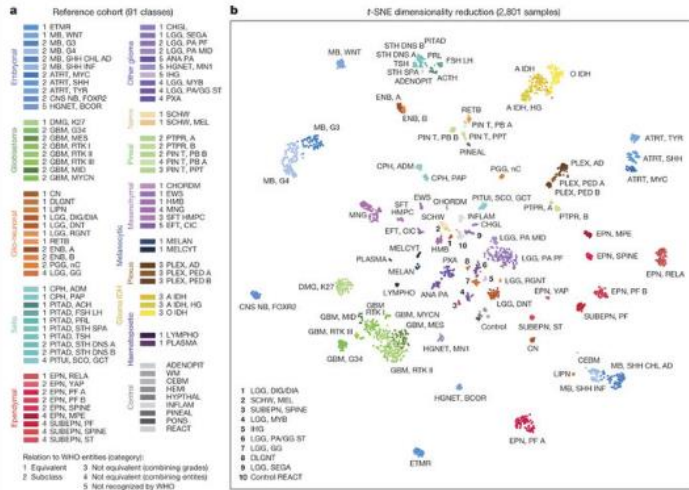 a
Reference cohort (91 classes)
Embryonal
1 ETMR
1 MB, WNT
2 MB, G3
2 MB, G4
2 MB, SHH CHL AD
2 MB, SHH INF
2 ATRT, MYC
2 ATRT, SHH
2 ATRT, TYR
2 CNS NB, FOXR2
5 HGNET, BCOR
Glioblastoma
1 DMG, K27
2 GBM, G34
2 GBM, MES
2 GBM, RTK I
2 GBM, RTK II
2 GBM, RTK III
2 GBM, MID
2 GBM, MYCN
Glio-neuronal
1 CN
1 DLGNT
1 LIPN
1 LGG, DIG/DIA
1 LGG, DNT
1 LGG, RGNT
1 RETB
2 ENB, A
2 ENB, B
2 PGG, nC
4 LGG, GG
Sella
1 CPH, ADM
1 CPH, PAP
1 PITAD, ACH
1 PITAD, FSH LH
1 PITAD, PRL
1 PITAD, STH SPA
1 PITAD, TSH
2 PITAD, STH DNS A
2 PITAD, STH DNS B
4 PITUI, SCO, GCT
Ependymal
1 EPN, RELA
2 EPN, YAP
2 EPN, PF A
2 EPN, PF B
2 EPN, SPINE
4 EPN, MPE
4 SUBEPN, PF
4 SUBEPN, SPINE
4 SUBEPN, ST
Other glioma
1 CHGL
1 LGG, SEGA
2 LGG, PA PF
2 LGG, PA MID
5 ANA PA
5 HGNET, MN1
5 IHG
4 LGG, MYB
4 LGG, PA/GG ST
4 PXA
Nerve
1 SCHW
1 SCHW, MEL
Pineal
2 PTPR, A
2 PTPR, B
2 PIN T, PB A
2 PIN T, PB B
3 PIN T, PPT
Mesenchymal
1 CHORDM
1 EWS
1 HMB
4 MNG
3 SFT HMPC
5 EFT, CIC
Melanocytic
1 MELAN
1 MELCYT
Plexus
3 PLEX, AD
3 PLEX, PED A
3 PLEX, PED B
Glioma IDH
3 A IDH
3 A IDH, HG
3 O IDH
Haematopoietic
1 LYMPHO
1 PLASMA
Control
ADENOPIT
WM
CEBM
HEMI
HYPTHAL
INFLAM
PINEAL
PONS
REACT
Relation to WHO entities (category):
1 Equivalent
2 Subclass
3 Not equivalent (combining grades)
4 Not equivalent (combining entites)
5 Not recognized by WHO
b
t-SNE dimensionality reduction (2,801 samples)
MB, WNT
STH DNS B
PITAD
STH DNS A
PRL
TSH
FSH LH
STH SPA
ACTH
ADENOPIT
A IDH
O IDH
A IDH, HG
ENB, A
ENB, B
RETB
PIN T, PB A
PIN T, PB B
PIN T, PPT
PINEAL
MB, G3
MB, G4
ATRT, TYR
ATRT, SHH
ATRT, MYC
CPH, ADM
CPH, PAP
PGG, nC
PLEX, AD
PLEX, PED A
PLEX, PED B
PTPR, A
PTPR, B
EWS
CHORDM
PITUI, SCO, GCT
SFT HMPC
MNG
INFLAM
SCHW
CHGL
EFT, CIC
HMB
LGG, PA MID
MELCYT
PLASMA
PXA
LGG, PA PF
MELAN
EPN, MPE
EPN, SPINE
EPN, RELA
DMG, K27
LYMPHO
ANA PA
LGG, RGNT
LGG, DNT
EPN, YAP
EPN, PF B
CNS NB, FOXR2
GBM, MID
GBM RTK I
GBM, MYCN
GBM, RTK III
GBM, MES
Control
SUBEPN, PF
SUBEPN, ST
GBM, G34
GBM, RTK II
HGNET, MN1
CN
CEBM
LIPN
MB, SHH CHL AD
MB, SHH INF
HGNET, BCOR
EPN, PF A
ETMR
1 LGG, DIG/DIA
2 SCHW, MEL
3 SUBEPN, SPINE
4 LGG, MYB
5 IHG
6 LGG, PA/GG ST
7 LGG, GG
8 DLGNT
9 LGG, SEGA
10 Control REACT